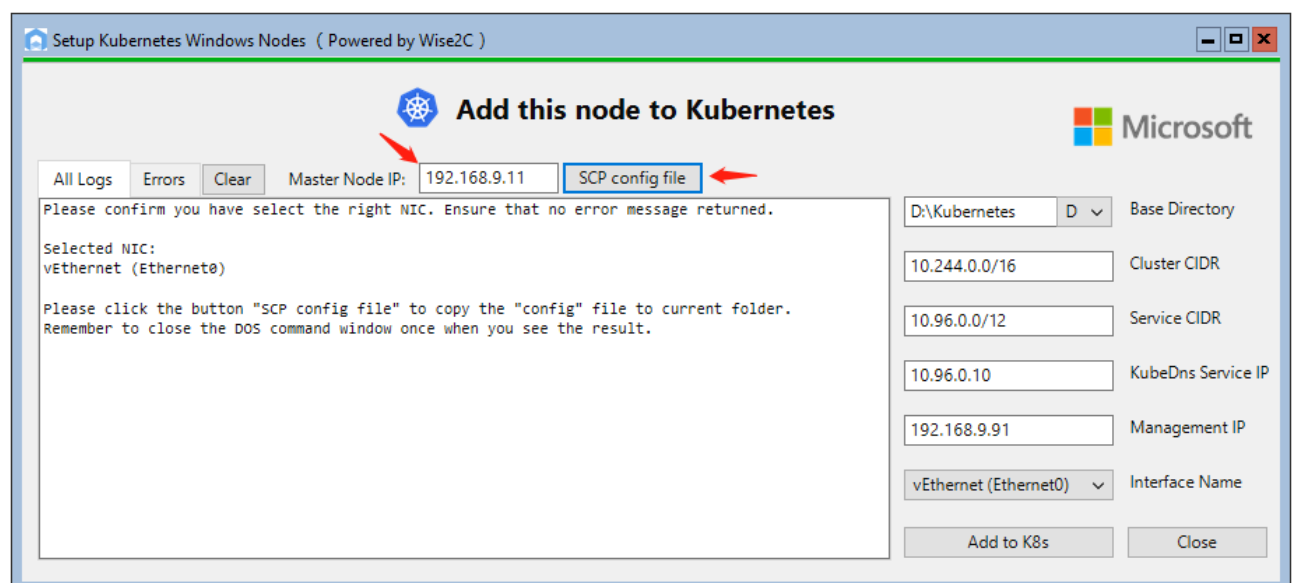 Setup Kubernetes Windows Nodes ( Powered by Wise2C )
Add this node to Kubernetes
Microsoft
All Logs Errors Clear Master Node IP: 192.168.9.11 SCP config file
Please confirm you have select the right NIC. Ensure that no error message returned.
Selected NIC:
vEthernet (Ethernet0)
Please click the button "SCP config file" to copy the "config" file to current folder.
Remember to close the DOS command window once when you see the result.
D:\Kubernetes D Base Directory
10.244.0.0/16 Cluster CIDR
10.96.0.0/12 Service CIDR
10.96.0.10 KubeDns Service IP
192.168.9.91 Management IP
vEthernet (Ethernet0) Interface Name
Add to K8s Close